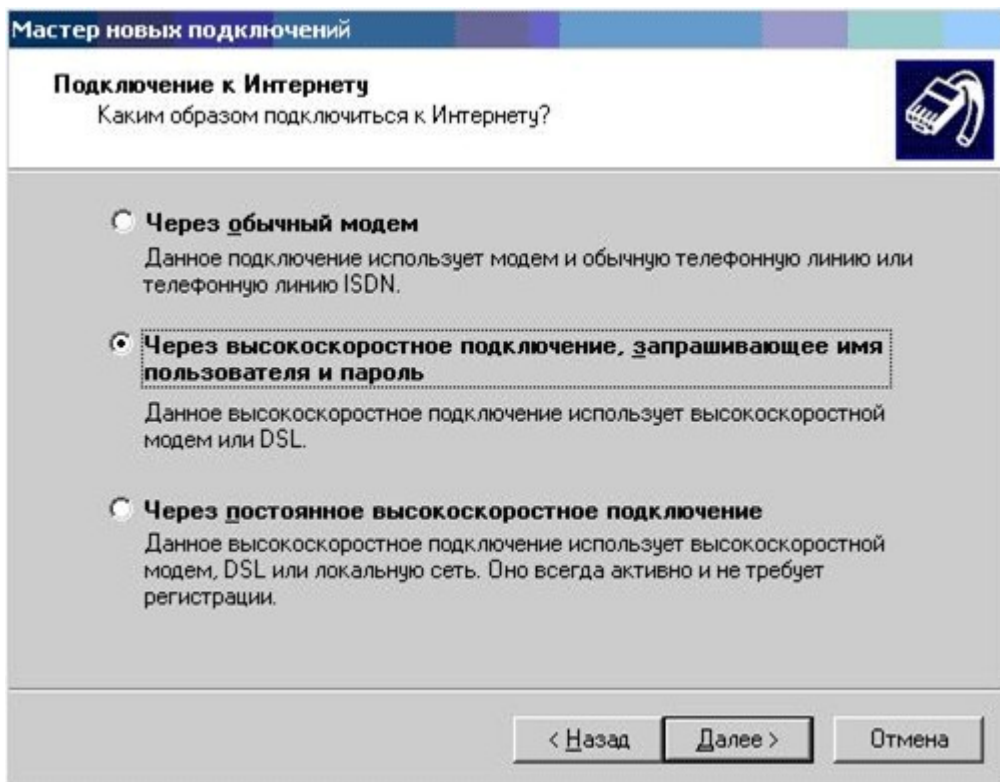 Мастер новых подключений
Подключение к Интернету
Каким образом подключиться к Интернету?
Через обычный модем
Данное подключение использует модем и обычную телефонную линию или
телефонную линию ISDN.
Через высокоскоростное подключение, запрашивающее имя
пользователя и пароль
Данное высокоскоростное подключение использует высокоскоростной
модем или DSL.
Через постоянное высокоскоростное подключение
Данное высокоскоростное подключение использует высокоскоростной
модем, DSL или локальную сеть. Оно всегда активно и не требует
регистрации.
< Назад Далее > Отмена